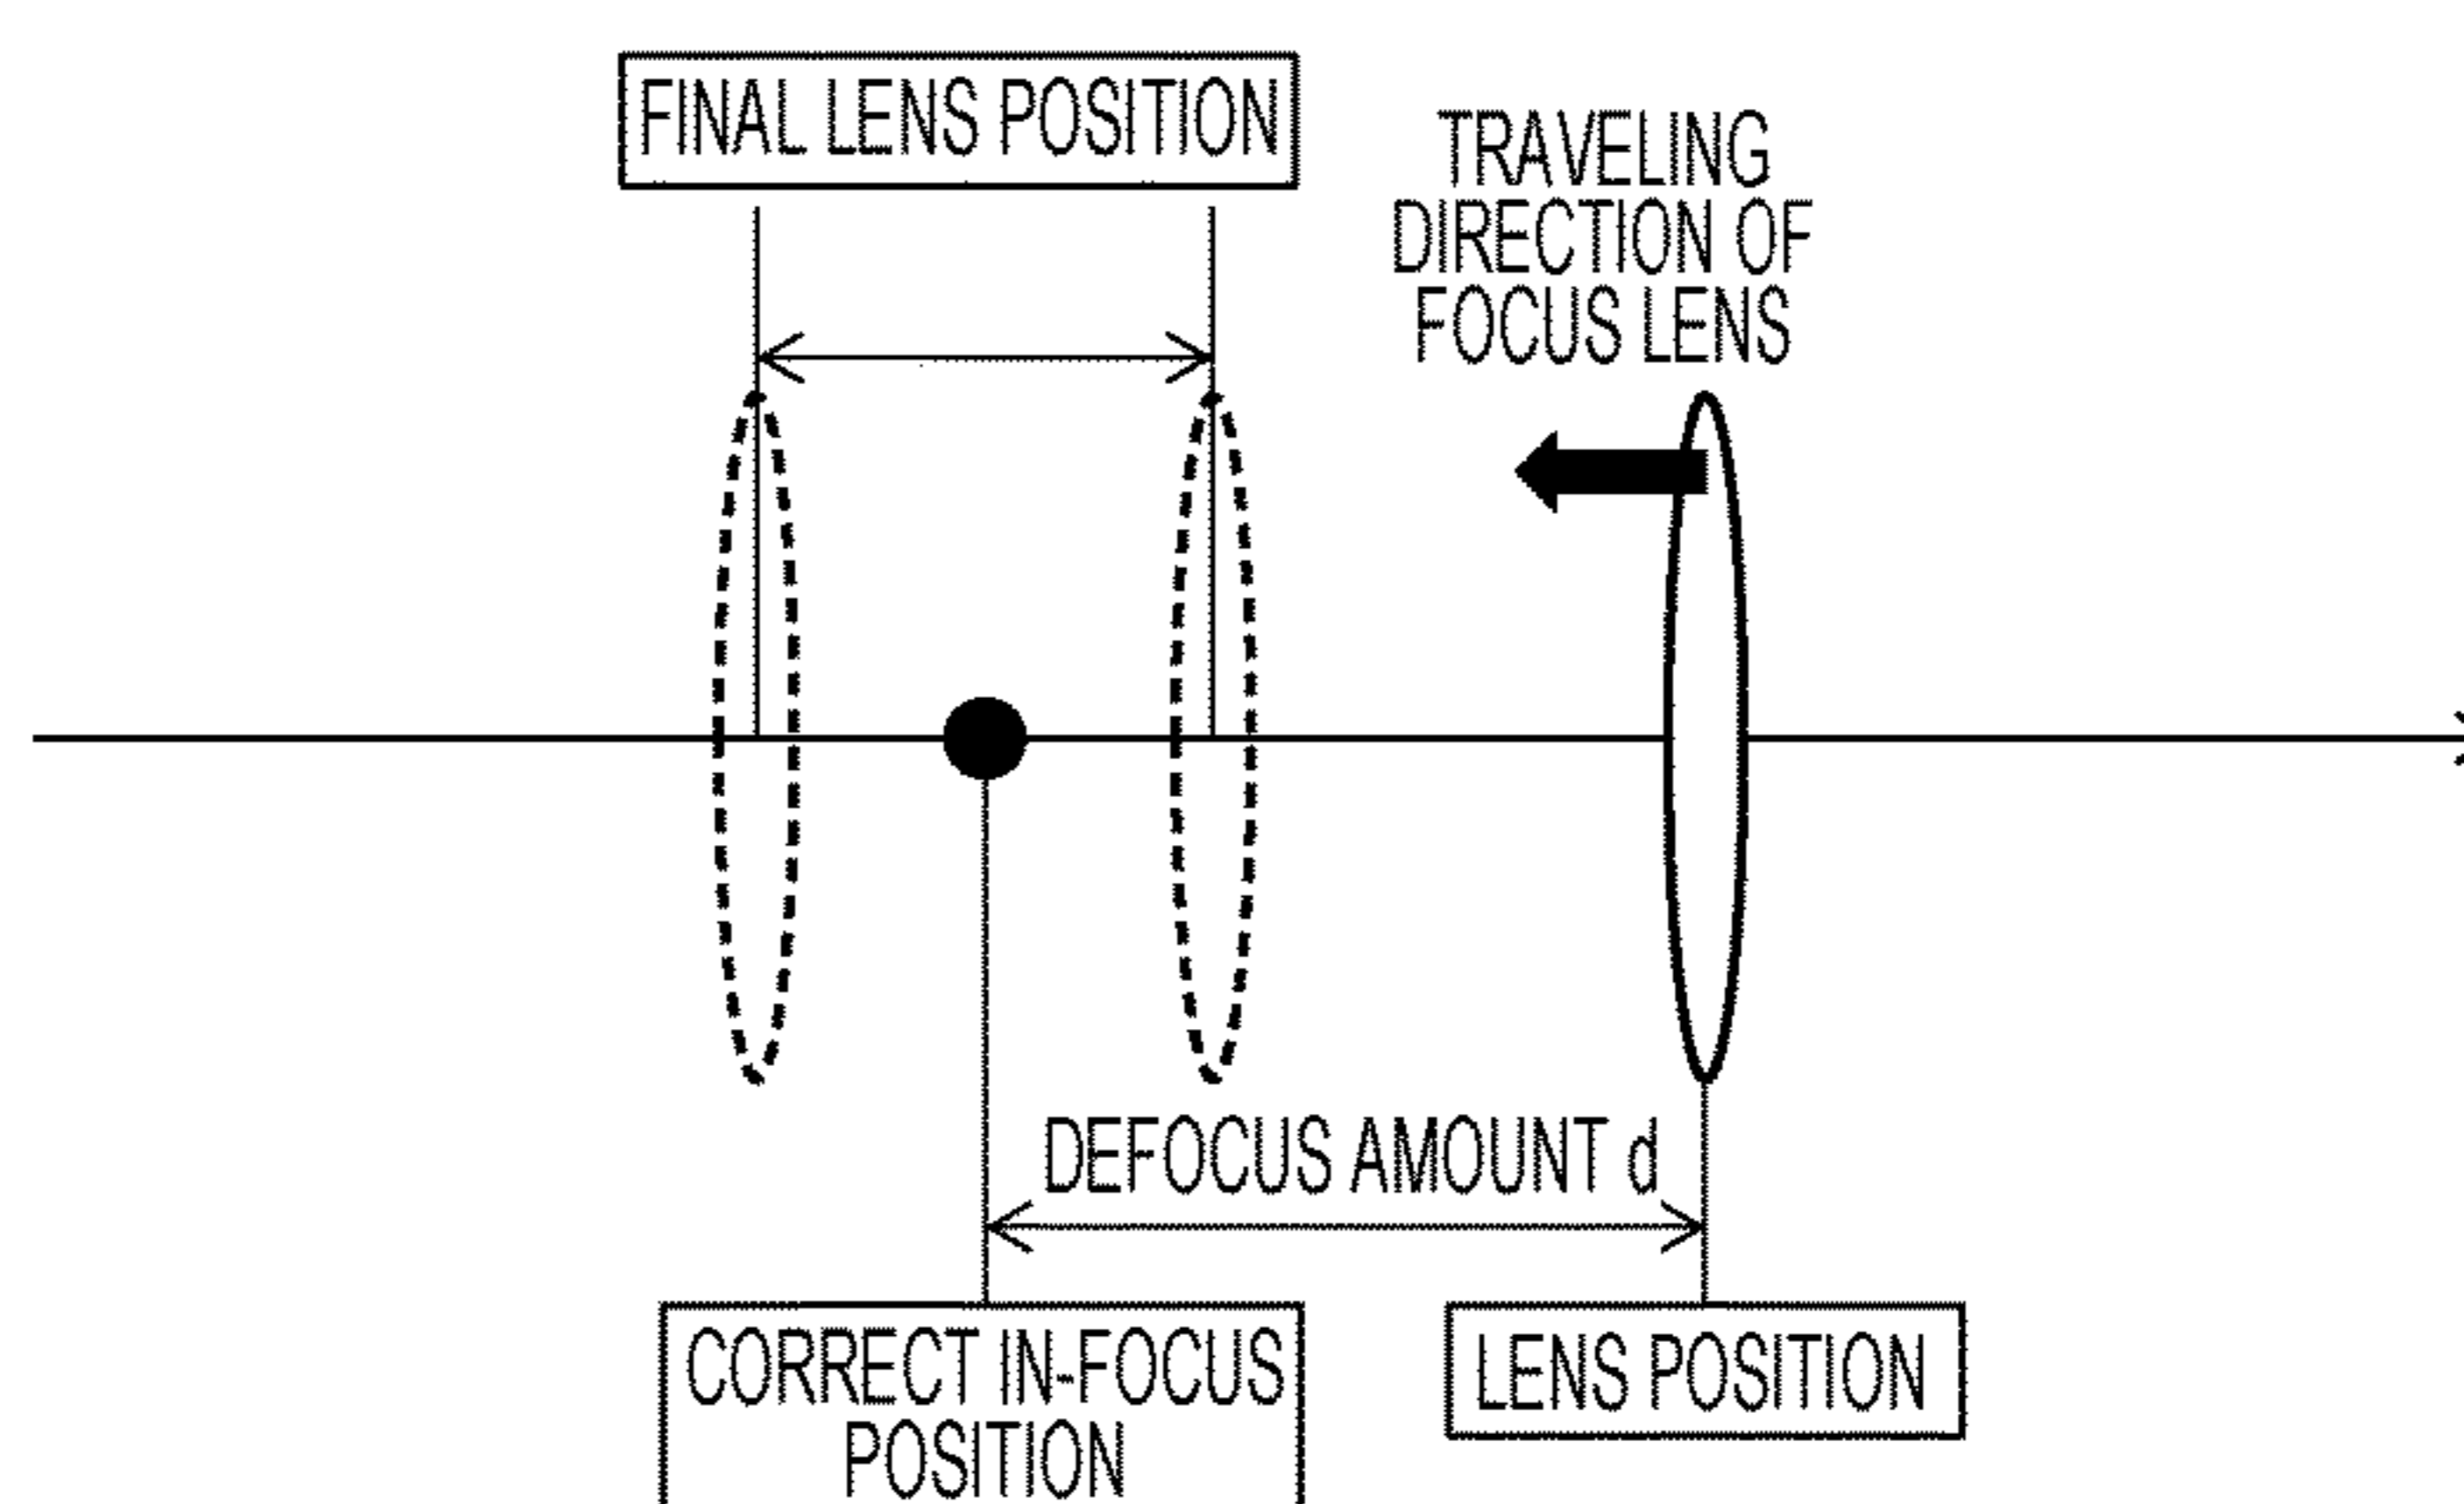 FINAL LENS POSITION
TRAVELING
DIRECTION OF
FOCUS LENS
DEFOCUS AMOUNT d
CORRECT IN-FOCUS
POSITION
LENS POSITION